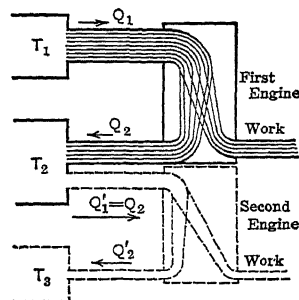 Q₁
T₁
First
Engine
Q₂
Work
T₂
Q′₁=Q₂
Second
Engine
Q′₂
Work
T₃